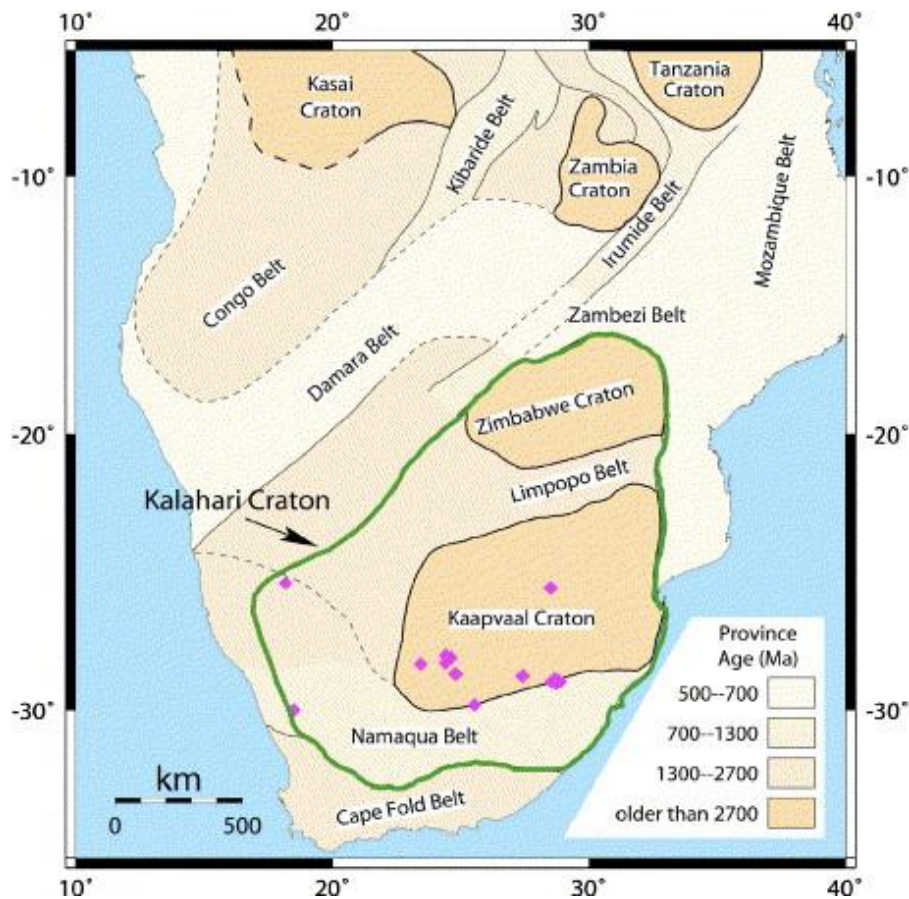 10˚ 20˚ 30˚ 40˚
Kasai
Craton
Tanzania
Craton
Kibaride Belt
Mozambique Belt
-10˚ -10˚
Zambia
Craton
Irumide Belt
Congo Belt
Zambezi Belt
Damara Belt
Zimbabwe Craton
-20˚ -20˚
Limpopo Belt
Kalahari Craton
Kaapvaal Craton
Province
Age (Ma)
500--700
-30˚ -30˚
Namaqua Belt
700--1300
km
1300--2700
Cape Fold Belt
older than 2700
0 500
10˚ 20˚ 30˚ 40˚